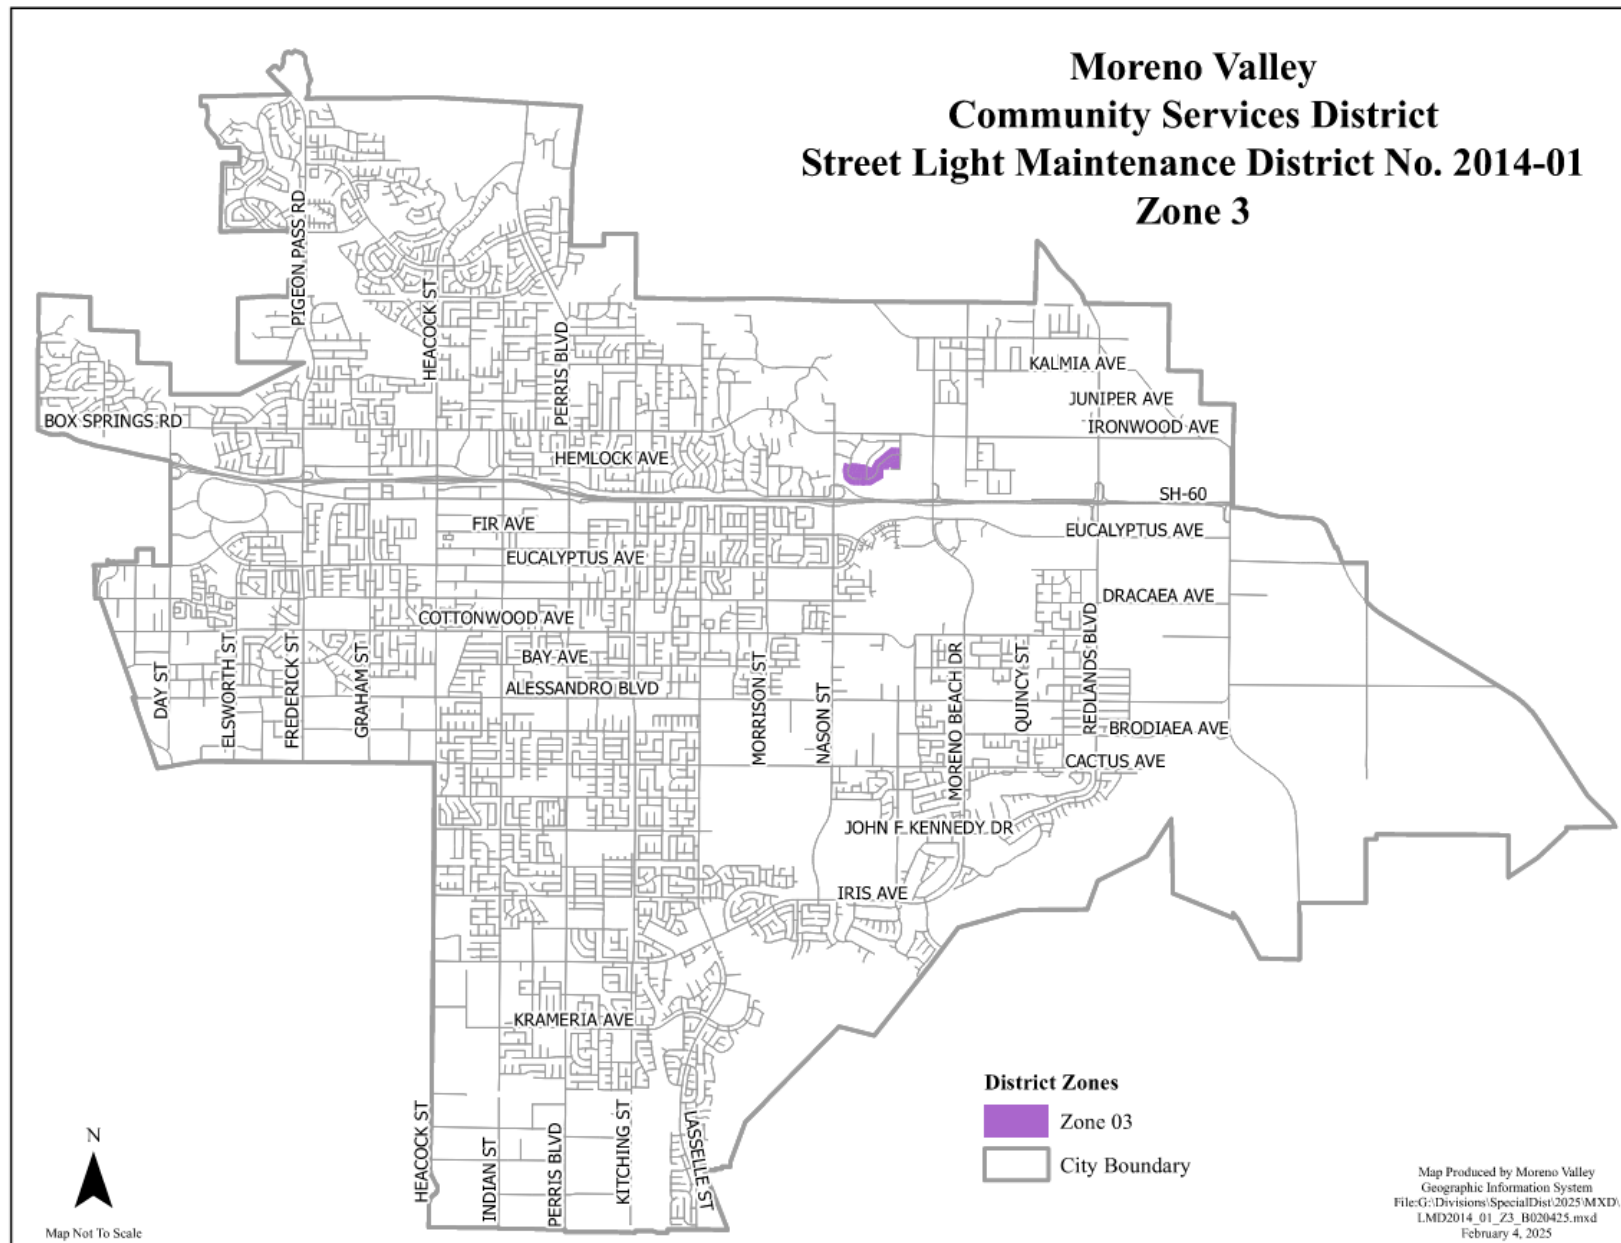 Moreno Valley
Community Services District
Street Light Maintenance District No. 2014-01
Zone 3
PIGEON PASS RD
HEACOCK ST
PERRIS BLVD
KALMIA AVE
JUNIPER AVE
IRONWOOD AVE
BOX SPRINGS RD
HEMLOCK AVE
SH-60
FIR AVE
EUCALYPTUS AVE
EUCALYPTUS AVE
DRACAEA AVE
COTTONWOOD AVE
BAY AVE
ALESSANDRO BLVD
DAY ST
ELSWORTH ST
FREDERICK ST
GRAHAM ST
MORRISON ST
NASON ST
MORENO BEACH DR
QUINCY ST
REDLANDS BLVD
BRODIAEA AVE
CACTUS AVE
JOHN F KENNEDY DR
IRIS AVE
KRAMERIA AVE
HEACOCK ST
INDIAN ST
PERRIS BLVD
KITCHING ST
LASSELLE ST
District Zones
Zone 03
City Boundary
N
Map Not To Scale
Map Produced by Moreno Valley
Geographic Information System
File:G:\Divisions\SpecialDist\2025\MXD\
LMD2014_01_Z3_B020425.mxd
February 4, 2025